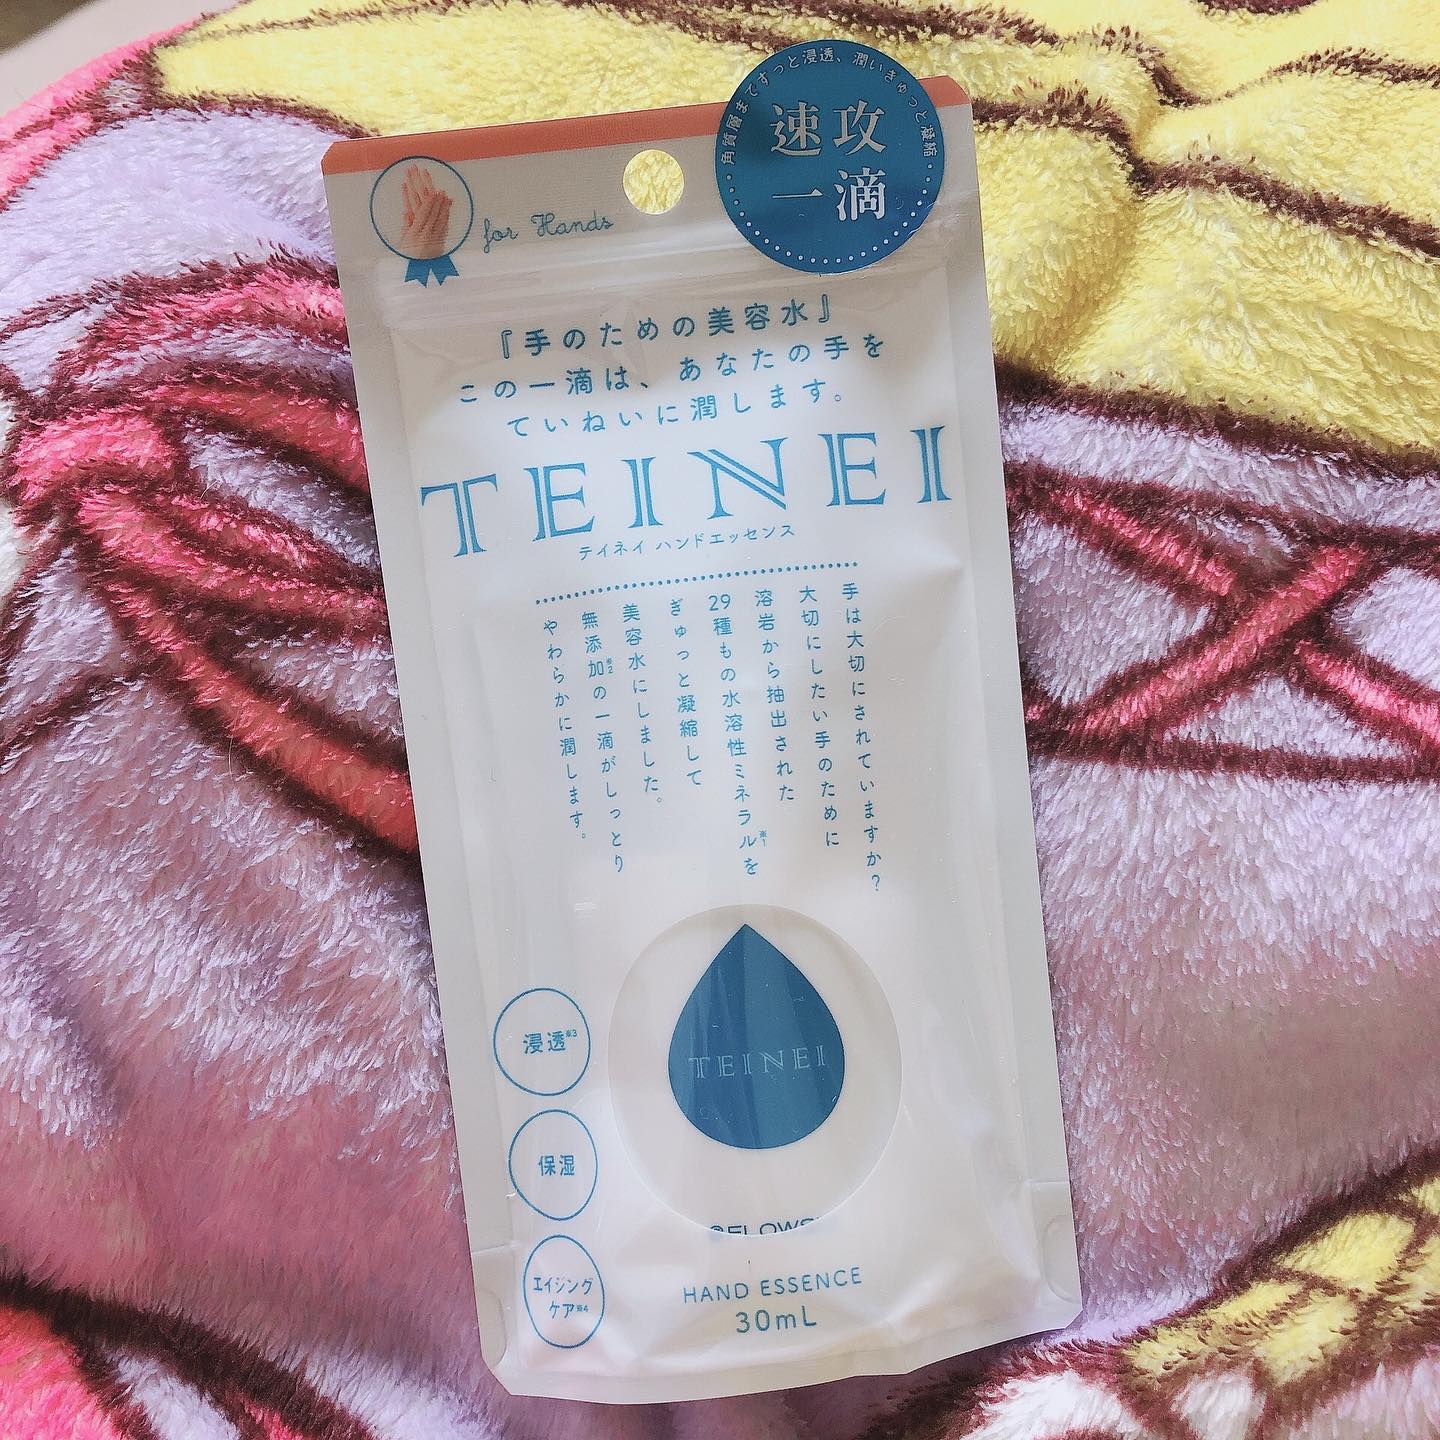 角質層まですっと浸透、潤いきゅっと凝縮
速攻
一滴
for Hands
『手のための美容水』
この一滴は、あなたの手を
ていねいに潤します。
TEINEI
テイネイ ハンドエッセンス
手は大切にされていますか?
大切にしたい手のために
溶岩から抽出された
29種もの水溶性ミネラル※1を
ぎゅっと凝縮して
美容水にしました。
無添加※2の一滴がしっとり
やわらかに潤します。
TEINEI
浸透※3
保湿
エイジング
ケア※4
HAND ESSENCE
30mL